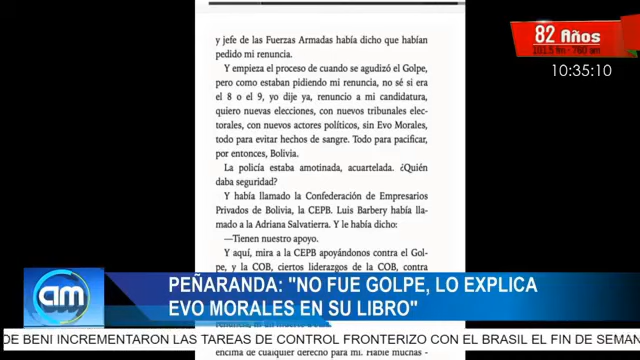 y jefe de las Fuerzas Armadas había dicho que habían
pedido mi renuncia.
Y empieza el proceso de cuando se agudizó el Golpe,
pero como estaban pidiendo mi renuncia, no sé si era
el 8 o el 9, yo dije ya, renuncio a mi candidatura,
quiero nuevas elecciones, con nuevos tribunales elec-
torales, con nuevos actores políticos, sin Evo Morales,
todo para evitar hechos de sangre. Todo para pacificar,
por entonces, Bolivia.
La policía estaba amotinada, acuartelada. ¿Quién
daba seguridad?
Y había llamado la Confederación de Empresarios
Privados de Bolivia, la CEPB. Luis Barbery había lla-
mado a la Adriana Salvatierra. Y le había dicho:
—Tienen nuestro apoyo.
Y aquí, mira a la CEPB apoyándonos contra el Gol-
pe, y la COB, ciertos liderazgos de la COB, contra
encima de cualquier derecho para mí. Hablé muchas
82 Años
101.5 fm - 760 am
10:35:10
am
PEÑARANDA: "NO FUE GOLPE, LO EXPLICA
EVO MORALES EN SU LIBRO"
DE BENI INCREMENTARON LAS TAREAS DE CONTROL FRONTERIZO CON EL BRASIL EL FIN DE SEMAN